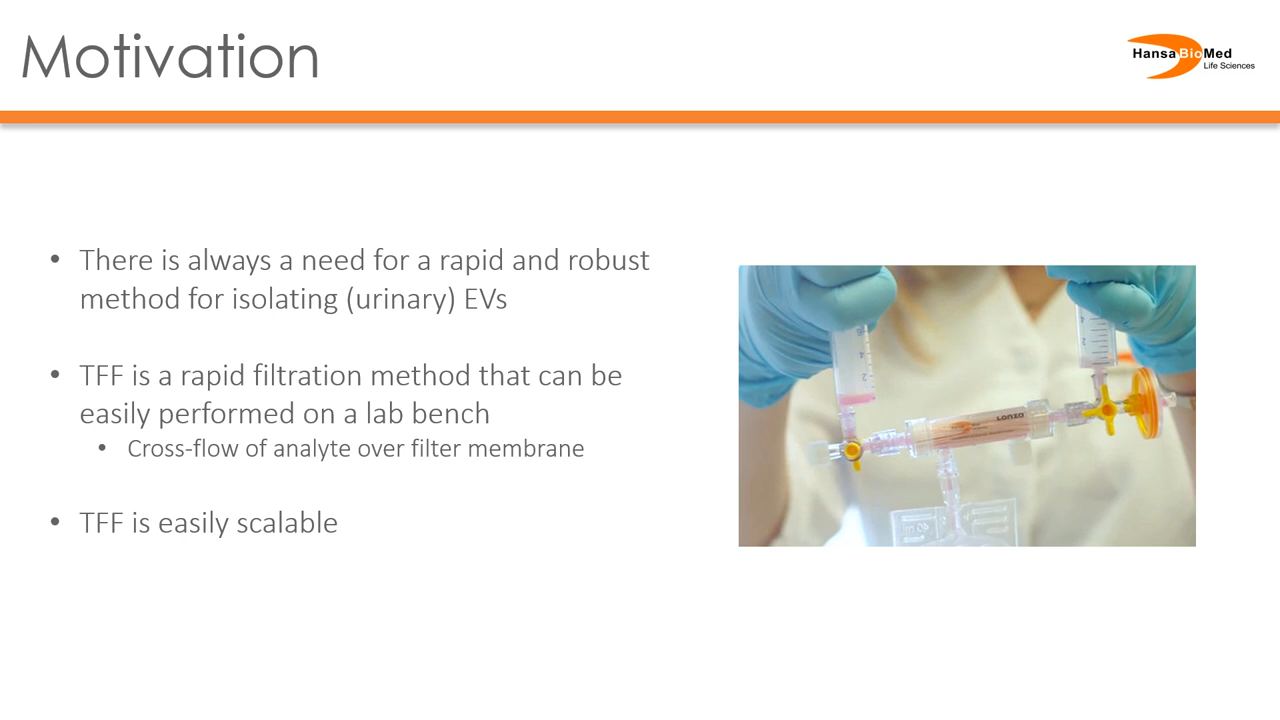 Motivation
HansaBioMed
Life Sciences
• There is always a need for a rapid and robust
method for isolating (urinary) EVs
• TFF is a rapid filtration method that can be
easily performed on a lab bench
• Cross-flow of analyte over filter membrane
• TFF is easily scalable
Lonza